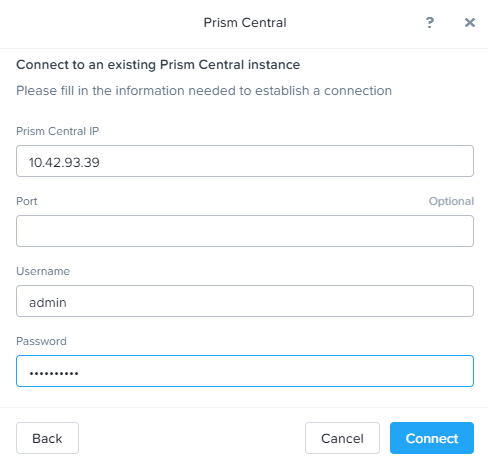 Prism Central
?
Connect to an existing Prism Central instance
Please fill in the information needed to establish a connection
Prism Central IP
10.42.93.39
Port Optional
Username
admin
Password
••••••••••
Back Cancel Connect